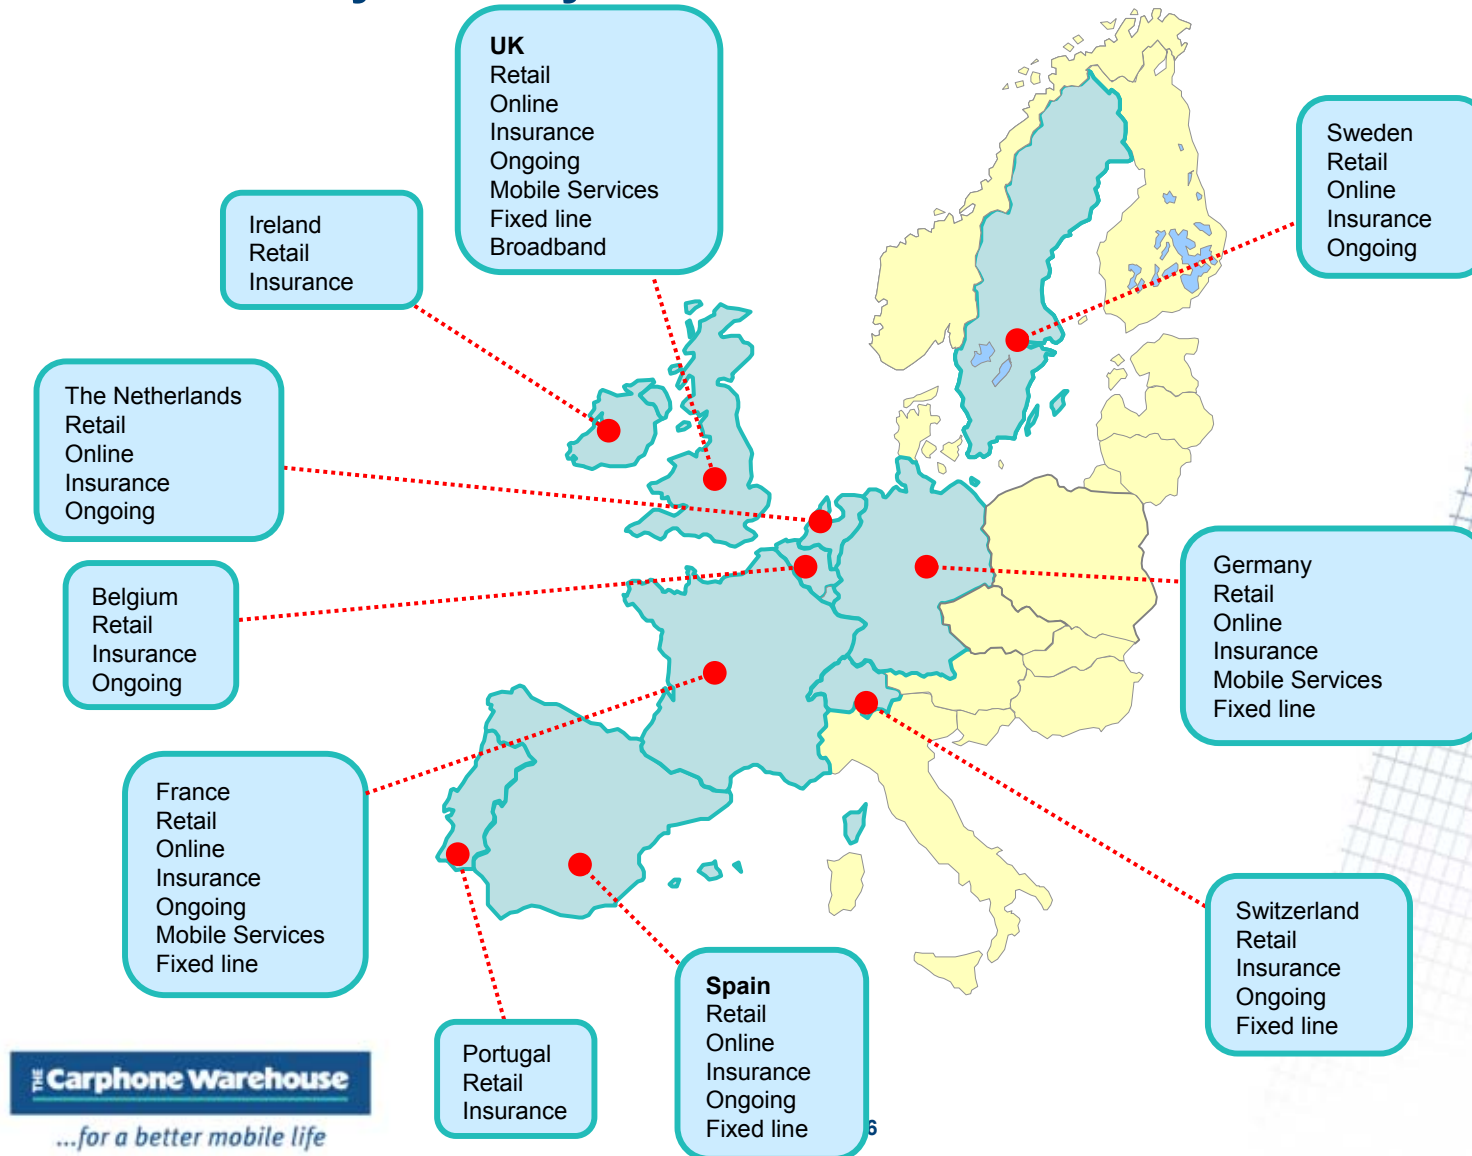 UK
Retail
Online
Insurance
Ongoing
Mobile Services
Fixed line
Broadband
Sweden
Retail
Online
Insurance
Ongoing
Ireland
Retail
Insurance
The Netherlands
Retail
Online
Insurance
Ongoing
Germany
Retail
Online
Insurance
Mobile Services
Fixed line
Belgium
Retail
Insurance
Ongoing
France
Retail
Online
Insurance
Ongoing
Mobile Services
Fixed line
Switzerland
Retail
Insurance
Ongoing
Fixed line
Spain
Retail
Online
Insurance
Ongoing
Fixed line
Portugal
Retail
Insurance
THE Carphone Warehouse
...for a better mobile life
6